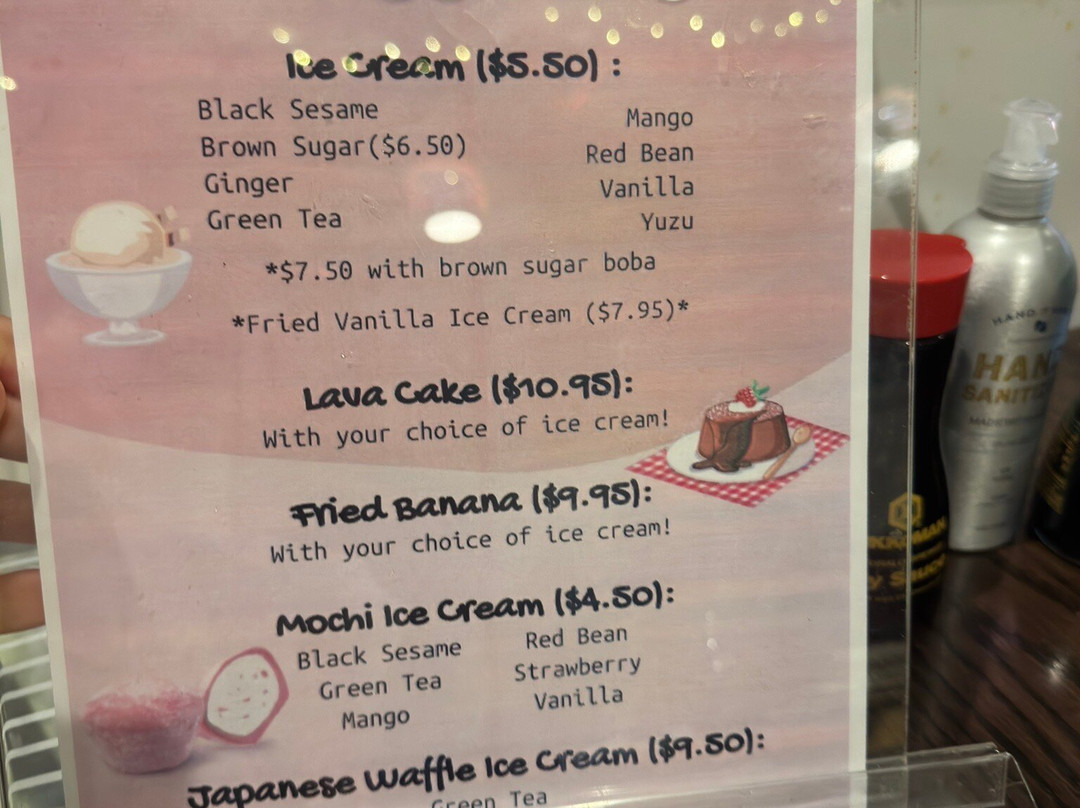 Ice Cream ($5.50) :
Black Sesame
Brown Sugar($6.50)
Ginger
Green Tea
Mango
Red Bean
Vanilla
Yuzu
*$7.50 with brown sugar boba
*Fried Vanilla Ice Cream ($7.95)*
Lava Cake ($10.95):
With your choice of ice cream!
Fried Banana ($9.95):
With your choice of ice cream!
Mochi Ice Cream ($4.50):
Black Sesame
Green Tea
Mango
Red Bean
Strawberry
Vanilla
Japanese Waffle Ice Cream ($9.50):
Green Tea
HAN
SANIT